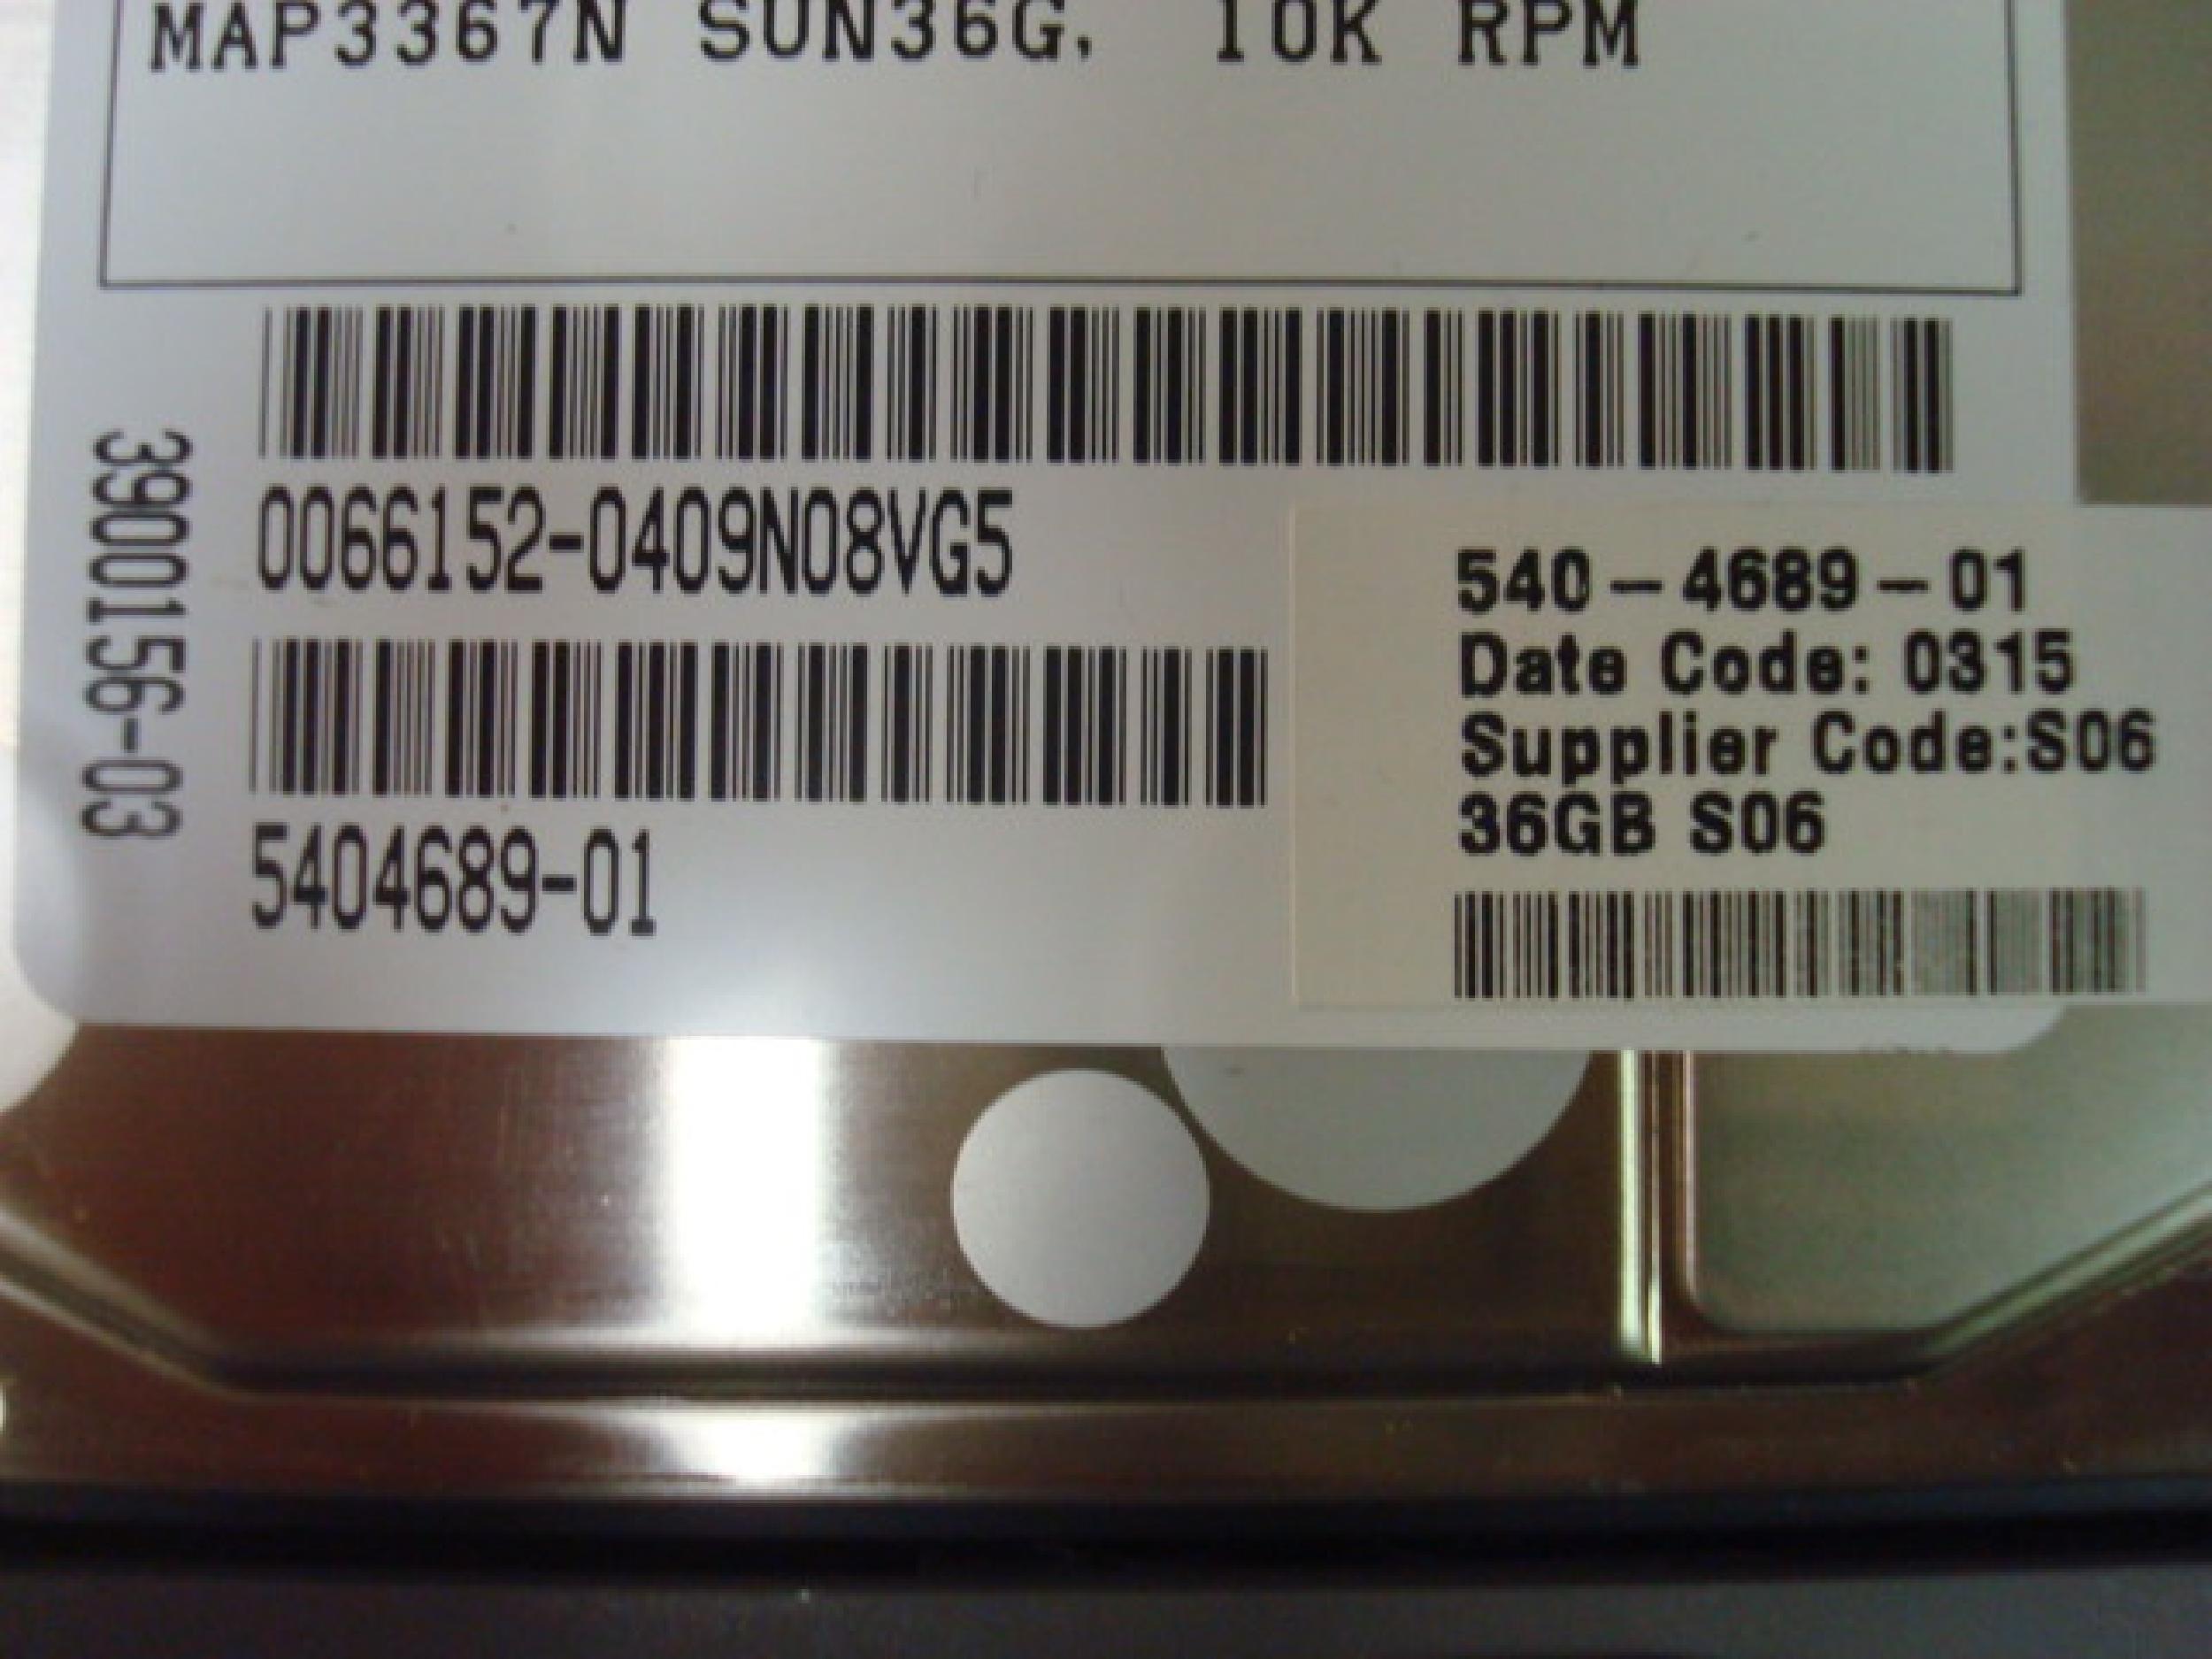 MAP3367N SUN36G, 10K RPM
0066152-0409N08VG5
3900156-03
5404689-01
540-4689-01
Date Code: 0315
Supplier Code:S06
36GB S06